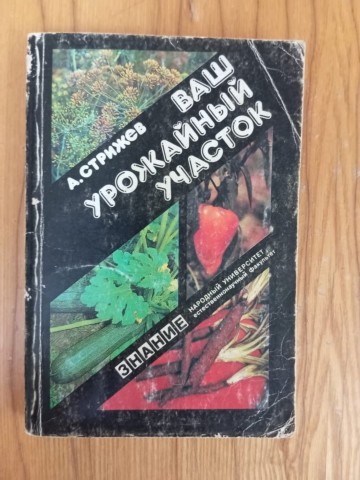 А.СТРИЖЕВ
ВАШ
УРОЖАЙНЫЙ
УЧАСТОК
ЗНАНИЕ
НАРОДНЫЙ УНИВЕРСИТЕТ
естественнонаучный факультет